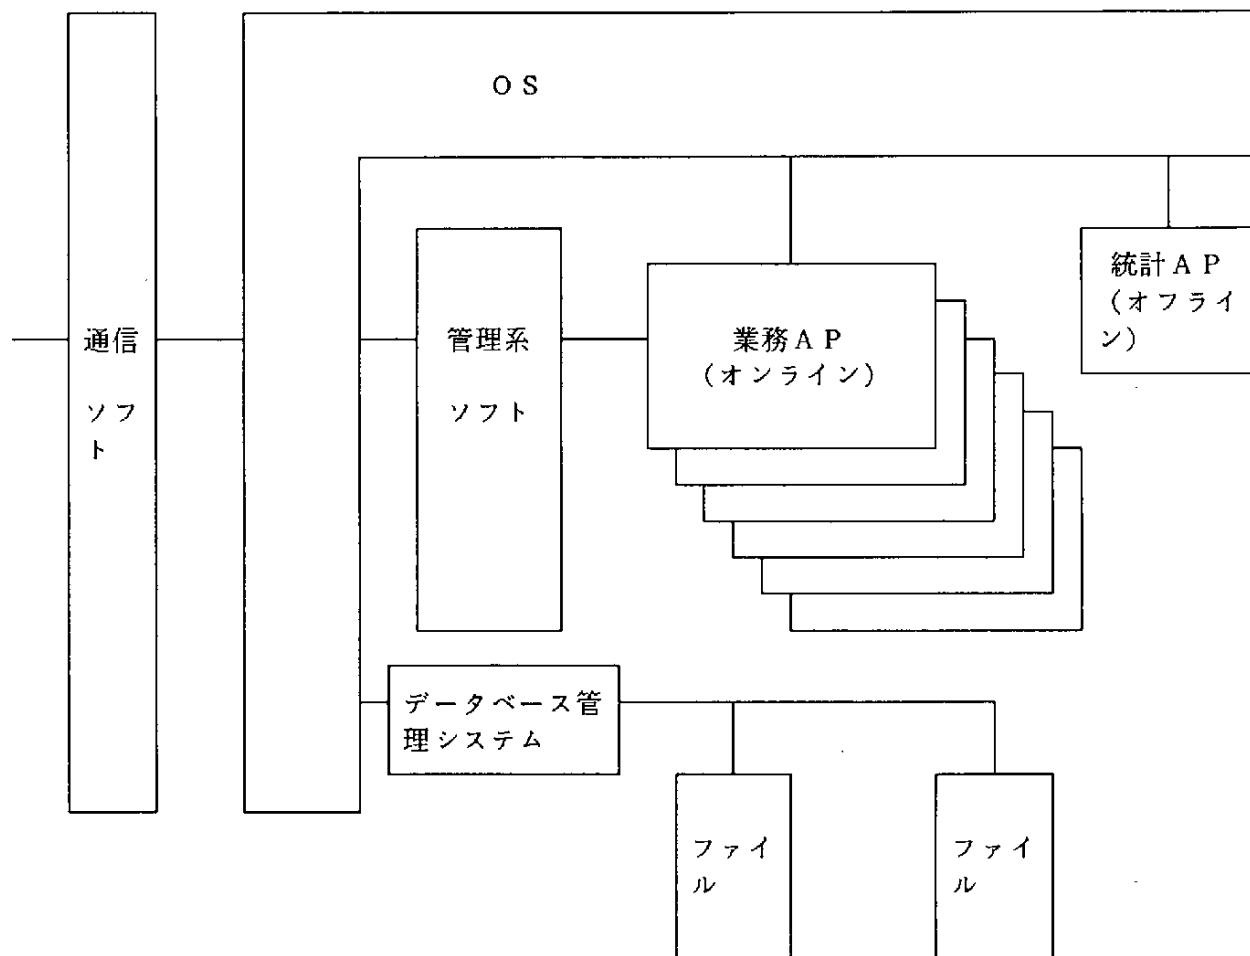 ＯＳ
通信
ソフ
ト
管理系
ソフト
業務ＡＰ
（オンライン）
統計ＡＰ
（オフライ
ン）
データベース管
理システム
ファイ
ル
ファイ
ル